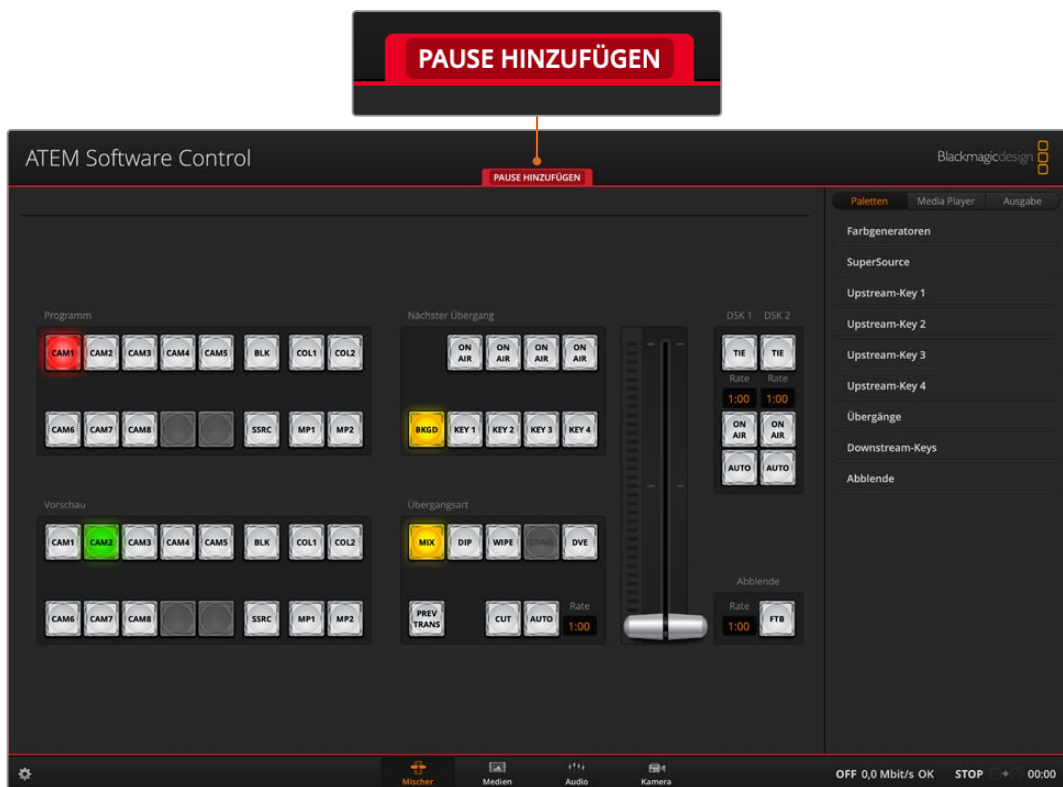 PAUSE HINZUFÜGEN
ATEM Software Control
Blackmagicdesign
PAUSE HINZUFÜGEN
Paletten Media Player Ausgabe
Farbgeneratoren
SuperSource
Upstream-Key 1
Upstream-Key 2
Upstream-Key 3
Upstream-Key 4
Übergänge
Downstream-Keys
Abblende
Programm
CAM1 CAM2 CAM3 CAM4 CAM5 BLK COL1 COL2
CAM6 CAM7 CAM8 SSRC MP1 MP2
Nächster Übergang
ON AIR ON AIR ON AIR ON AIR
BKGD KEY 1 KEY 2 KEY 3 KEY 4
DSK 1 DSK 2
TIE TIE
Rate Rate
1:00 1:00
ON AIR ON AIR
AUTO AUTO
Vorschau
CAM1 CAM2 CAM3 CAM4 CAM5 BLK COL1 COL2
CAM6 CAM7 CAM8 SSRC MP1 MP2
Übergangsart
MIX DIP WIPE STING DVE
PREV TRANS CUT AUTO
Rate
1:00
Abblende
Rate
1:00 FTB
Mischer Medien Audio Kamera
OFF 0,0 Mbit/s OK STOP 00:00